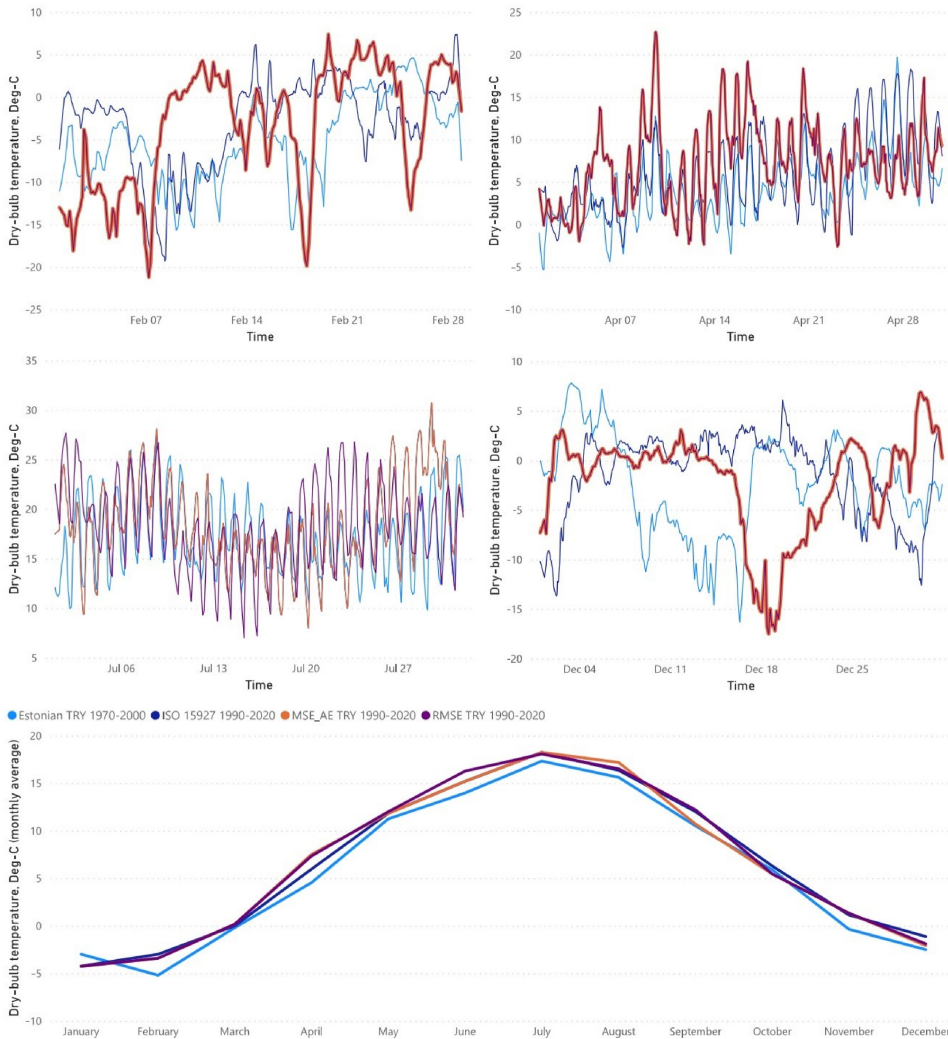 Dry-bulb temperature, Deg-C
10
5
0
-5
-10
-15
-20
-25
Feb 07 Feb 14 Feb 21 Feb 28
Time
Dry-bulb temperature, Deg-C
25
20
15
10
5
0
-5
-10
Apr 07 Apr 14 Apr 21 Apr 28
Time
Dry-bulb temperature, Deg-C
35
30
25
20
15
10
5
Jul 06 Jul 13 Jul 20 Jul 27
Time
Dry-bulb temperature, Deg-C
10
5
0
-5
-10
-15
-20
Dec 04 Dec 11 Dec 18 Dec 25
Time
Estonian TRY 1970-2000 ISO 15927 1990-2020 MSE_AE TRY 1990-2020 RMSE TRY 1990-2020
Dry-bulb temperature, Deg-C (monthly average)
20
15
10
5
0
-5
-10
January February March April May June July August September October November December